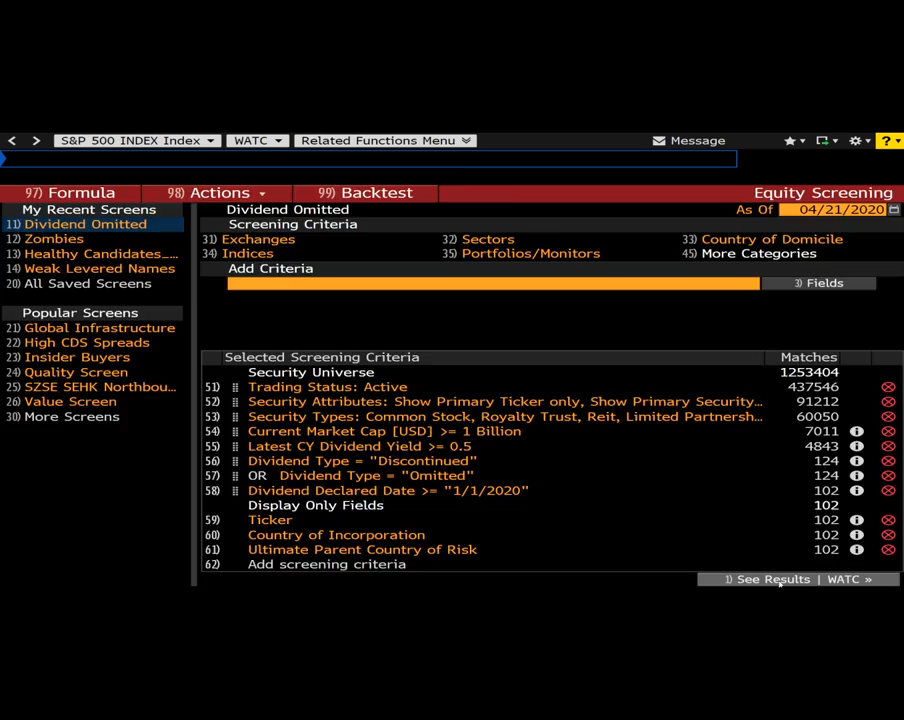 < > S&P 500 INDEX Index WATC Related Functions Menu Message ?
97) Formula 98) Actions 99) Backtest Equity Screening
My Recent Screens
11) Dividend Omitted
12) Zombies
13) Healthy Candidates_...
14) Weak Levered Names
20) All Saved Screens
Popular Screens
21) Global Infrastructure
22) High CDS Spreads
23) Insider Buyers
24) Quality Screen
25) SZSE SEHK Northbou...
26) Value Screen
30) More Screens
Dividend Omitted As Of 04/21/2020
Screening Criteria
31) Exchanges 32) Sectors 33) Country of Domicile
34) Indices 35) Portfolios/Monitors 45) More Categories
Add Criteria
3) Fields
Selected Screening Criteria Matches
Security Universe 1253404
51) Trading Status: Active 437546
52) Security Attributes: Show Primary Ticker only, Show Primary Security... 91212
53) Security Types: Common Stock, Royalty Trust, Reit, Limited Partnersh... 60050
54) Current Market Cap [USD] >= 1 Billion 7011
55) Latest CY Dividend Yield >= 0.5 4843
56) Dividend Type = "Discontinued" 124
57) OR Dividend Type = "Omitted" 124
58) Dividend Declared Date >= "1/1/2020" 102
Display Only Fields 102
59) Ticker 102
60) Country of Incorporation 102
61) Ultimate Parent Country of Risk 102
62) Add screening criteria
1) See Results | WATC »